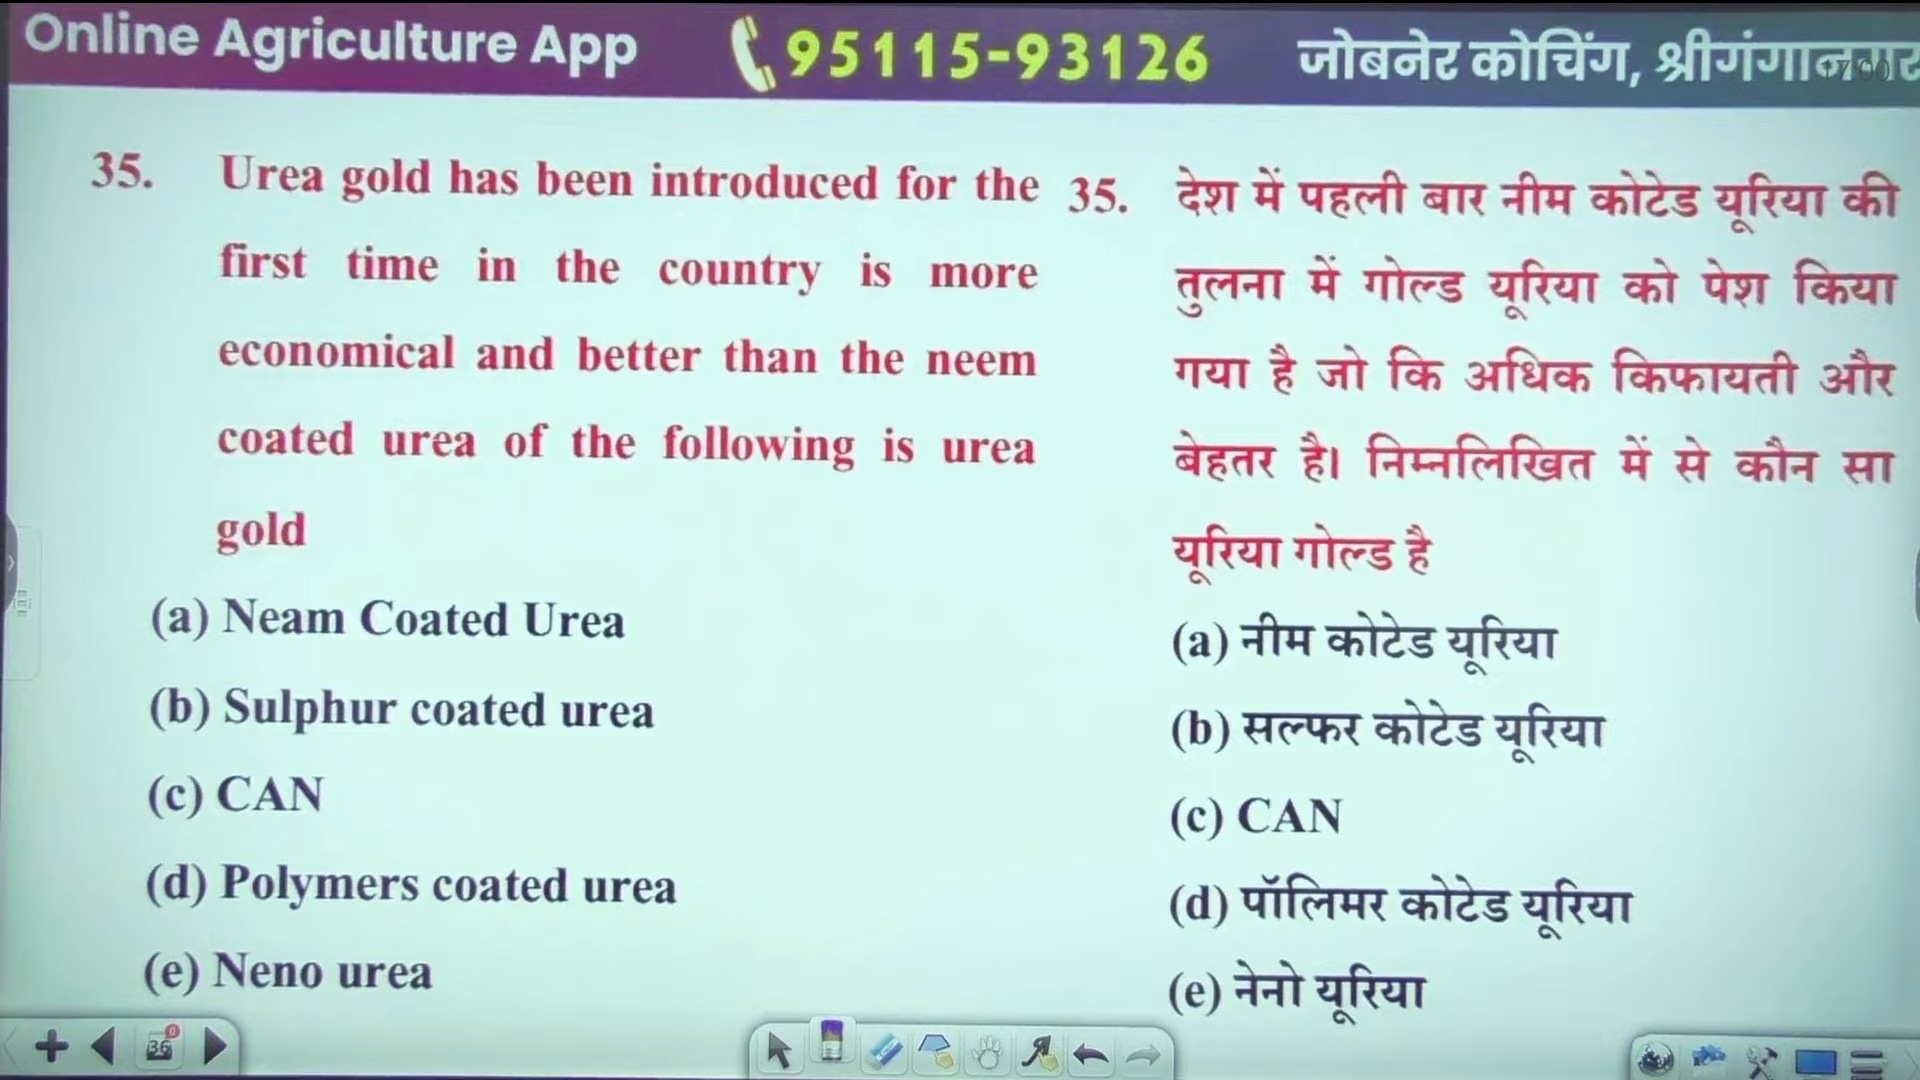 Online Agriculture App 95115-93126 जोबनेर कोचिंग, श्रीगंगानगर
35. Urea gold has been introduced for the
first time in the country is more
economical and better than the neem
coated urea of the following is urea
gold
(a) Neam Coated Urea
(b) Sulphur coated urea
(c) CAN
(d) Polymers coated urea
(e) Neno urea
35. देश में पहली बार नीम कोटेड यूरिया की
तुलना में गोल्ड यूरिया को पेश किया
गया है जो कि अधिक किफायती और
बेहतर है। निम्नलिखित में से कौन सा
यूरिया गोल्ड है
(a) नीम कोटेड यूरिया
(b) सल्फर कोटेड यूरिया
(c) CAN
(d) पॉलिमर कोटेड यूरिया
(e) नेनो यूरिया
36
0